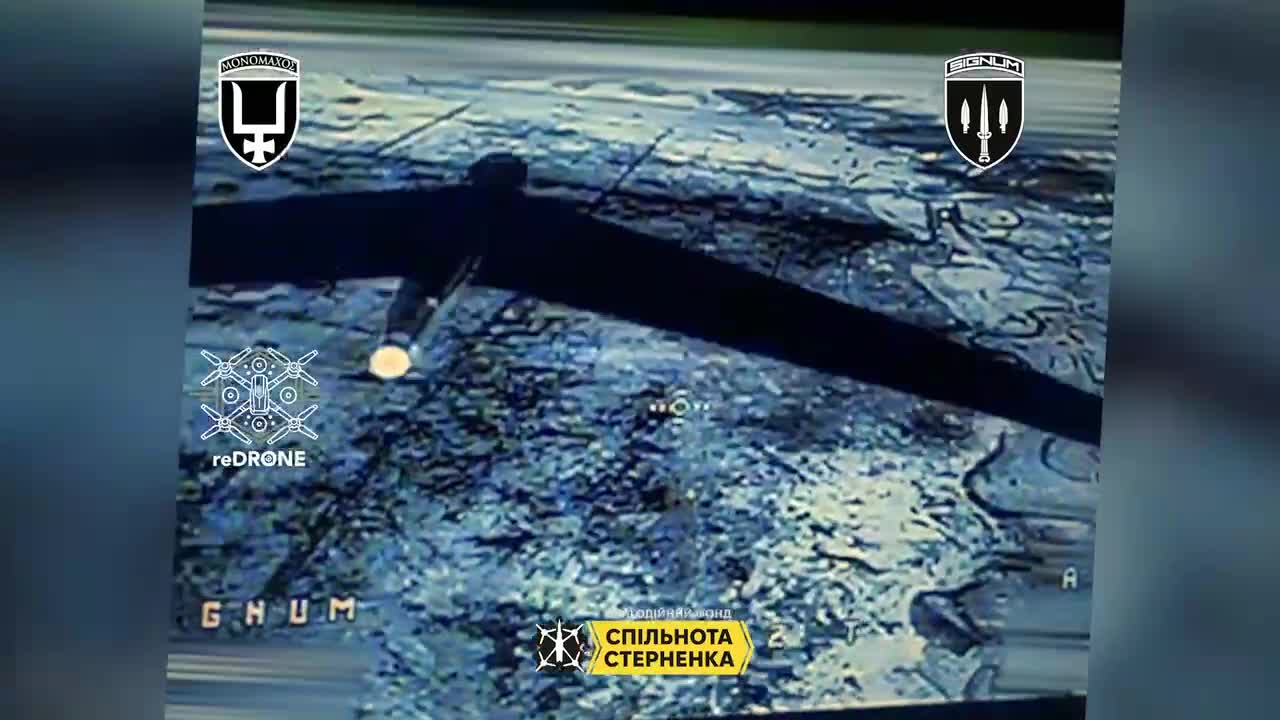 ΜΟΝΟΜΑΧΟΣ
SIGNUM
reDRONE
GNUM
A
СПІЛЬНОТА
СТЕРНЕНКА